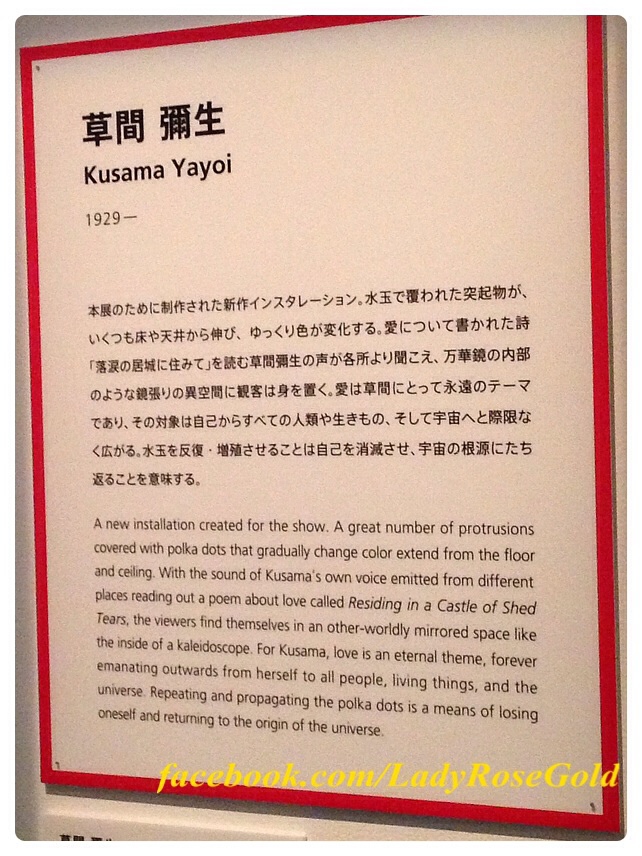 草間 彌生
Kusama Yayoi
1929—
本展のために制作された新作インスタレーション。水玉で覆われた突起物が、
いくつも床や天井から伸び、ゆっくり色が変化する。愛について書かれた詩
「落涙の居城に住みて」を読む草間彌生の声が各所より聞こえ、万華鏡の内部
のような鏡張りの異空間に観客は身を置く。愛は草間にとって永遠のテーマ
であり、その対象は自己からすべての人類や生きもの、そして宇宙へと際限な
く広がる。水玉を反復・増殖させることは自己を消滅させ、宇宙の根源にたち
返ることを意味する。
A new installation created for the show. A great number of protrusions
covered with polka dots that gradually change color extend from the floor
and ceiling. With the sound of Kusama's own voice emitted from different
places reading out a poem about love called Residing in a Castle of Shed
Tears, the viewers find themselves in an other-worldly mirrored space like
the inside of a kaleidoscope. For Kusama, love is an eternal theme, forever
emanating outwards from herself to all people, living things, and the
universe. Repeating and propagating the polka dots is a means of losing
oneself and returning to the origin of the universe.
facebook.com/LadyRoseGold